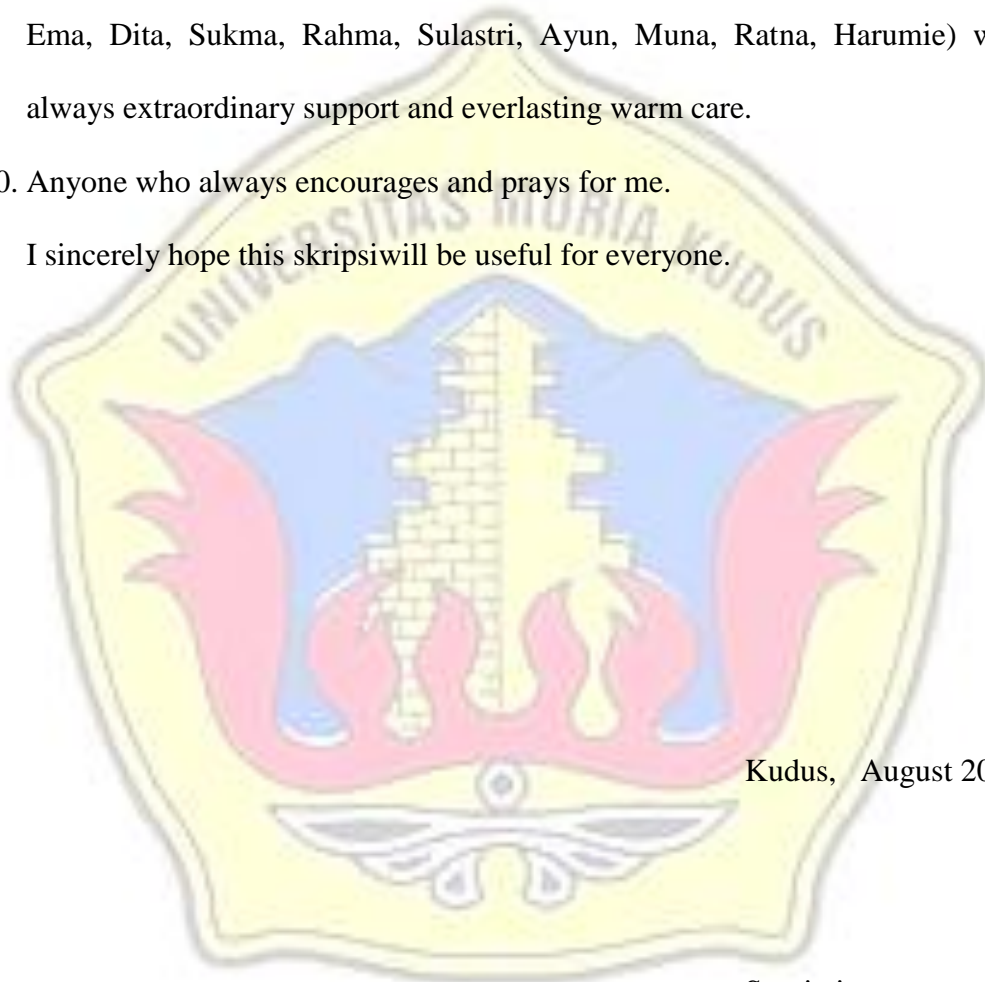 Ema, Dita, Sukma, Rahma, Sulastri, Ayun, Muna, Ratna, Harumie)
always extraordinary support and everlasting warm care.
0. Anyone who always encourages and prays for me.
I sincerely hope this skripsiwill be useful for everyone.
UNIVERSITAS MURIA KUDUS
Kudus, August 20